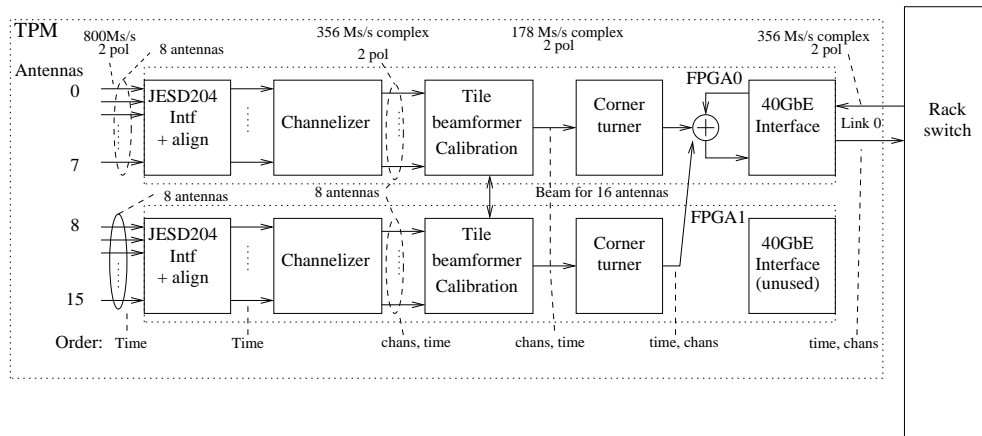 TPM
800Ms/s
2 pol
8 antennas
356 Ms/s complex
2 pol
178 Ms/s complex
2 pol
356 Ms/s complex
2 pol
Antennas
0
7
JESD204
Intf
+ align
Channelizer
Tile
beamformer
Calibration
Corner
turner
FPGA0
+
40GbE
Interface
Link 0
Rack
switch
8 antennas
8 antennas
Beam for 16 antennas
8
15
JESD204
Intf
+ align
Channelizer
Tile
beamformer
Calibration
Corner
turner
FPGA1
40GbE
Interface
(unused)
Order:
Time
Time
chans, time
chans, time
time, chans
time, chans